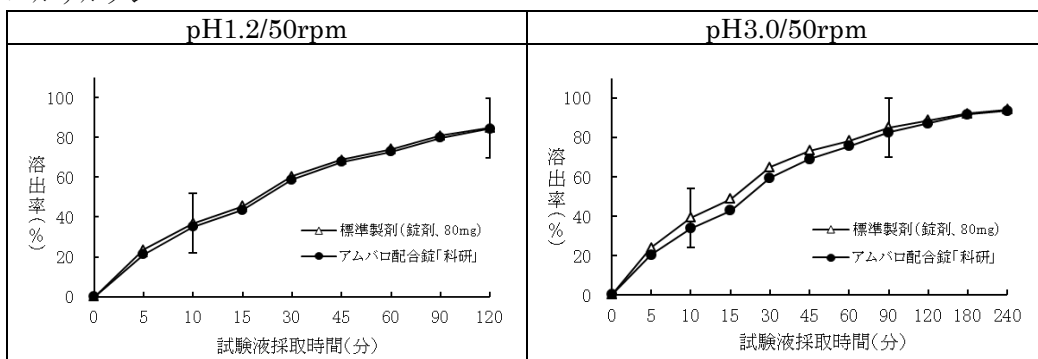 pH1.2/50rpm
pH3.0/50rpm
100
80
60
40
20
0
溶出率(%)
標準製剤(錠剤、80mg)
アムバロ配合錠「科研」
0 5 10 15 30 45 60 90 120
試験液採取時間(分)
100
80
60
40
20
0
溶出率(%)
標準製剤(錠剤、80mg)
アムバロ配合錠「科研」
0 5 10 15 30 45 60 90 120 180 240
試験液採取時間(分)